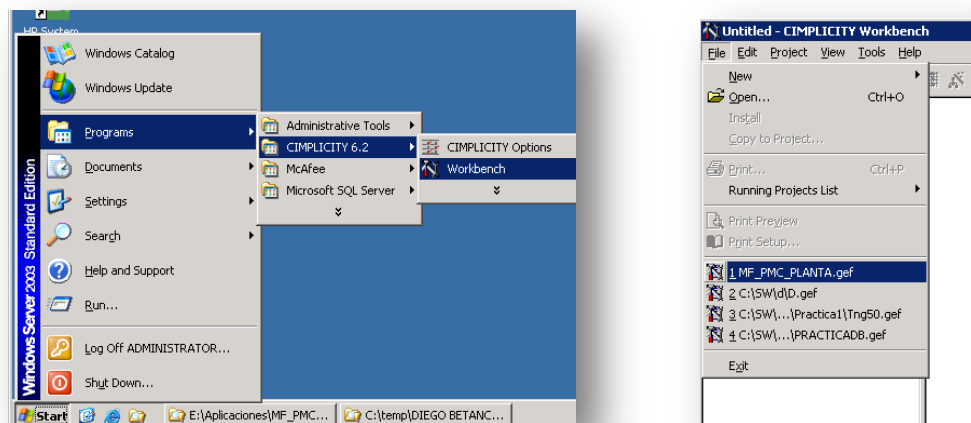 HP System
Windows Catalog
Windows Update
Programs
Documents
Settings
Search
Help and Support
Run...
Log Off ADMINISTRATOR...
Shut Down...
Windows Server 2003 Standard Edition
Administrative Tools
CIMPLICITY 6.2
McAfee
Microsoft SQL Server
CIMPLICITY Options
Workbench
Start
E:\Aplicaciones\MF_PMC...
C:\temp\DIEGO BETANC...
Untitled - CIMPLICITY Workbench
File Edit Project View Tools Help
New
Open... Ctrl+O
Install
Copy to Project...
Print... Ctrl+P
Running Projects List
Print Preview
Print Setup...
1 MF_PMC_PLANTA.gef
2 C:\SW\d\D.gef
3 C:\SW\...\Practica1\Tng50.gef
4 C:\SW\...\PRACTICADB.gef
Exit